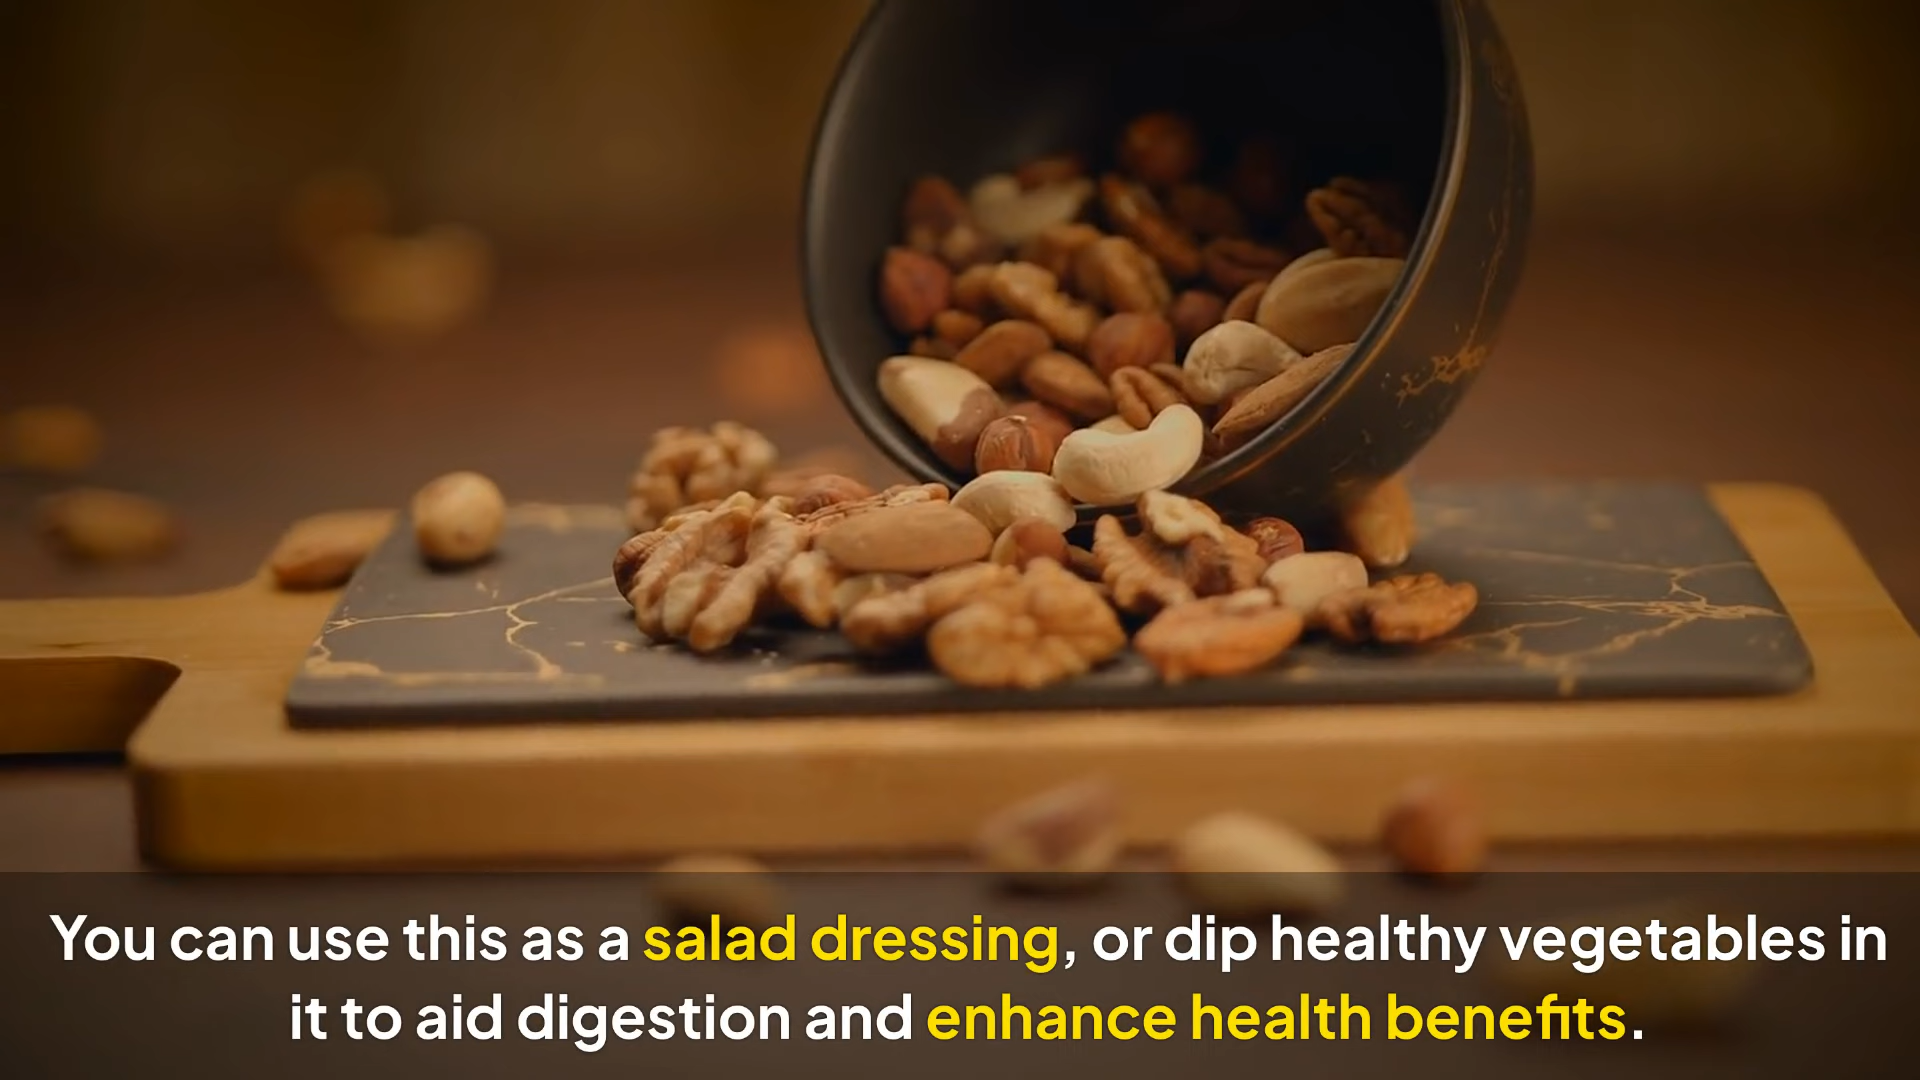 You can use this as a salad dressing, or dip healthy vegetables in
it to aid digestion and enhance health benefits.